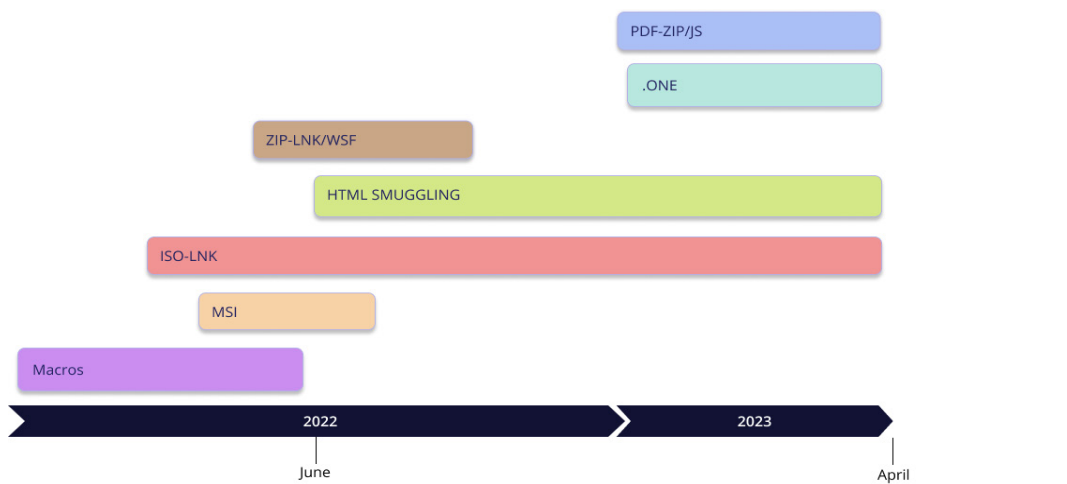 PDF-ZIP/JS
.ONE
ZIP-LNK/WSF
HTML SMUGGLING
ISO-LNK
MSI
Macros
2022
2023
June
April